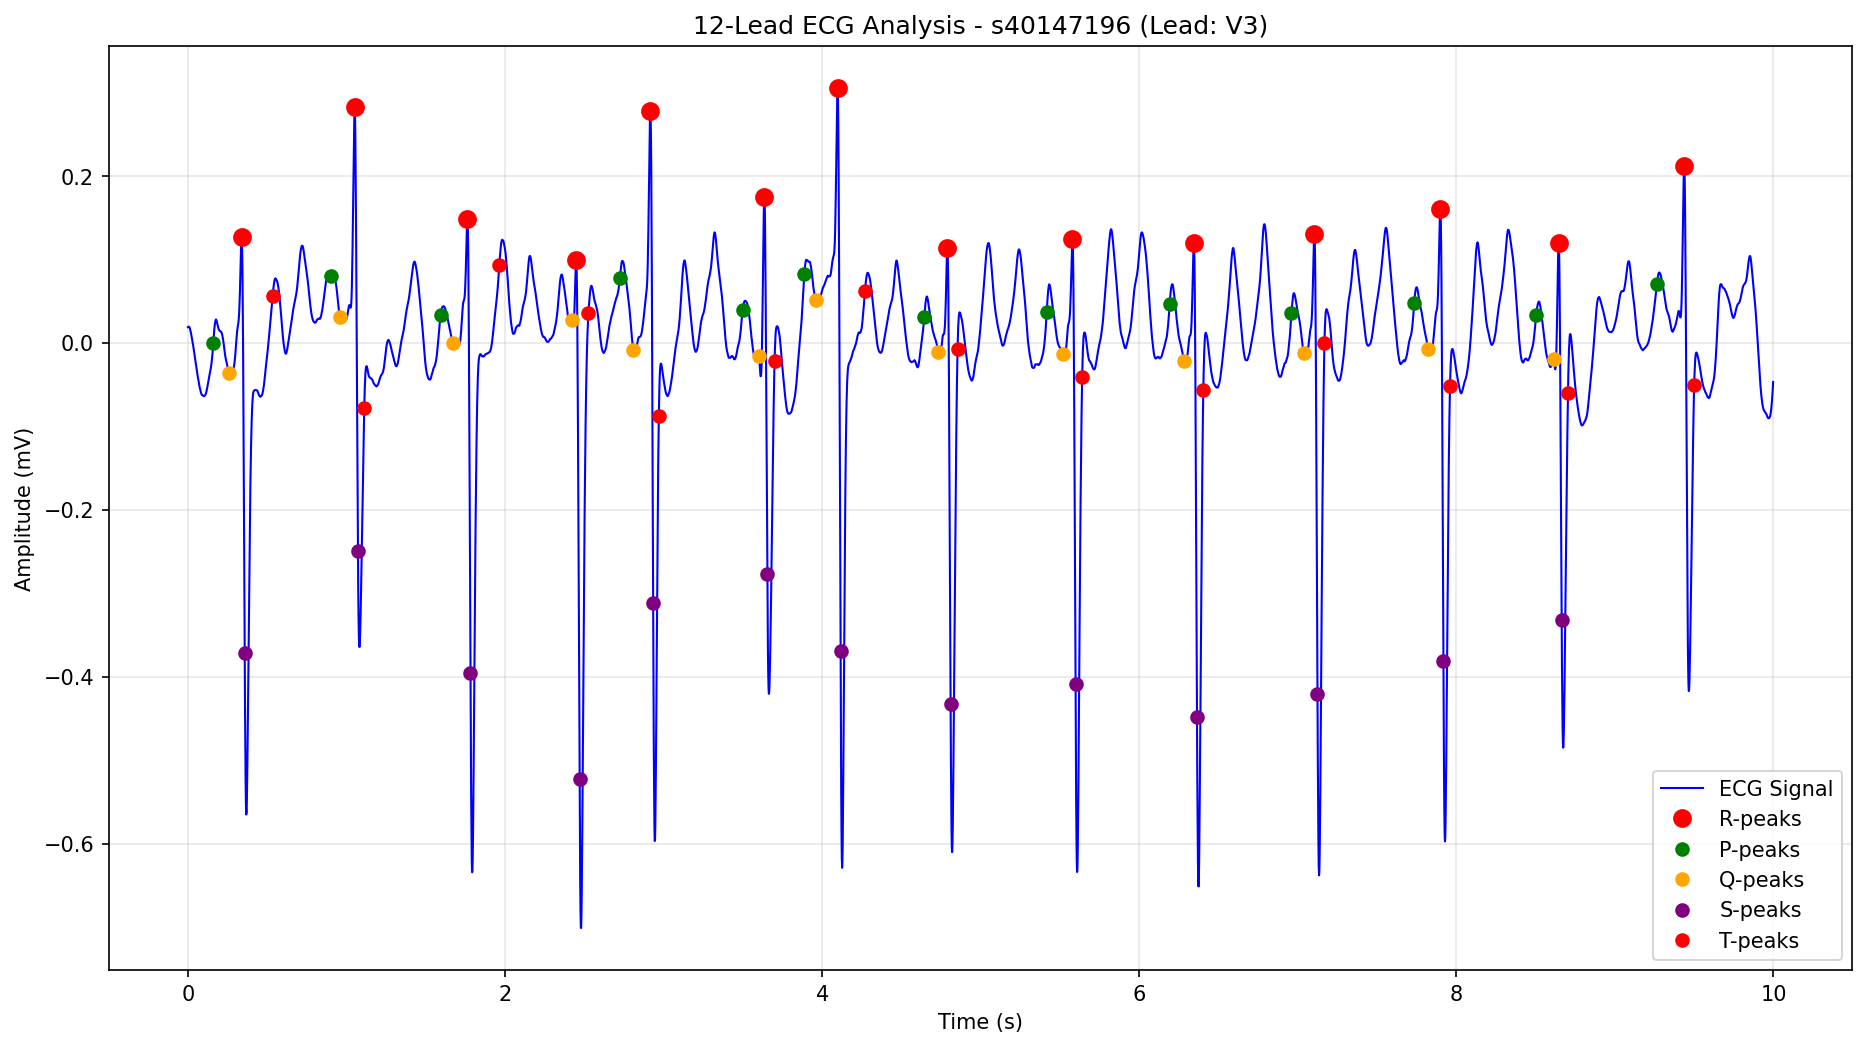 12-Lead ECG Analysis - s40147196 (Lead: V3)
Amplitude (mV)
0.2
0.0
−0.2
−0.4
−0.6
0
2
4
6
8
10
Time (s)
ECG Signal
R-peaks
P-peaks
Q-peaks
S-peaks
T-peaks